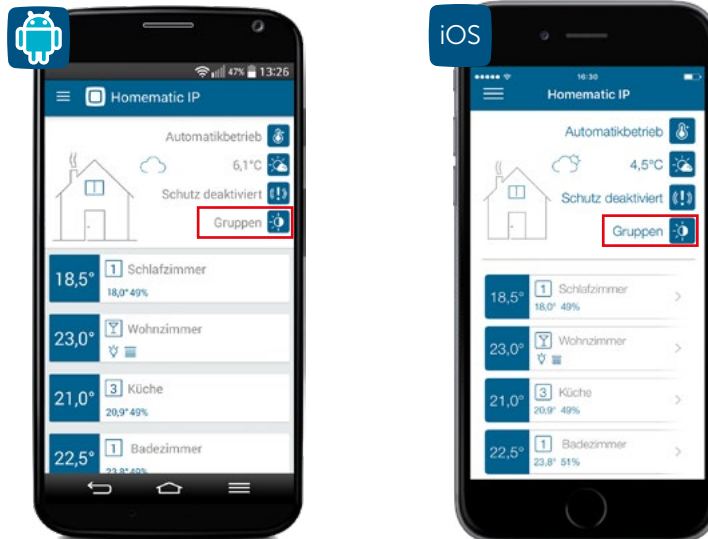 iOS
47% 13:26
Homematic IP
Automatikbetrieb
6,1°C
Schutz deaktiviert
Gruppen
18,5° 1 Schlafzimmer
18,0° 49%
23,0° Wohnzimmer
21,0° 3 Küche
20,9° 49%
22,5° 1 Badezimmer
23,8° 49%
16:30
Homematic IP
Automatikbetrieb
4,5°C
Schutz deaktiviert
Gruppen
18,5° 1 Schlafzimmer
18,0° 49%
23,0° Wohnzimmer
21,0° 3 Küche
20,9° 49%
22,5° 1 Badezimmer
23,8° 51%